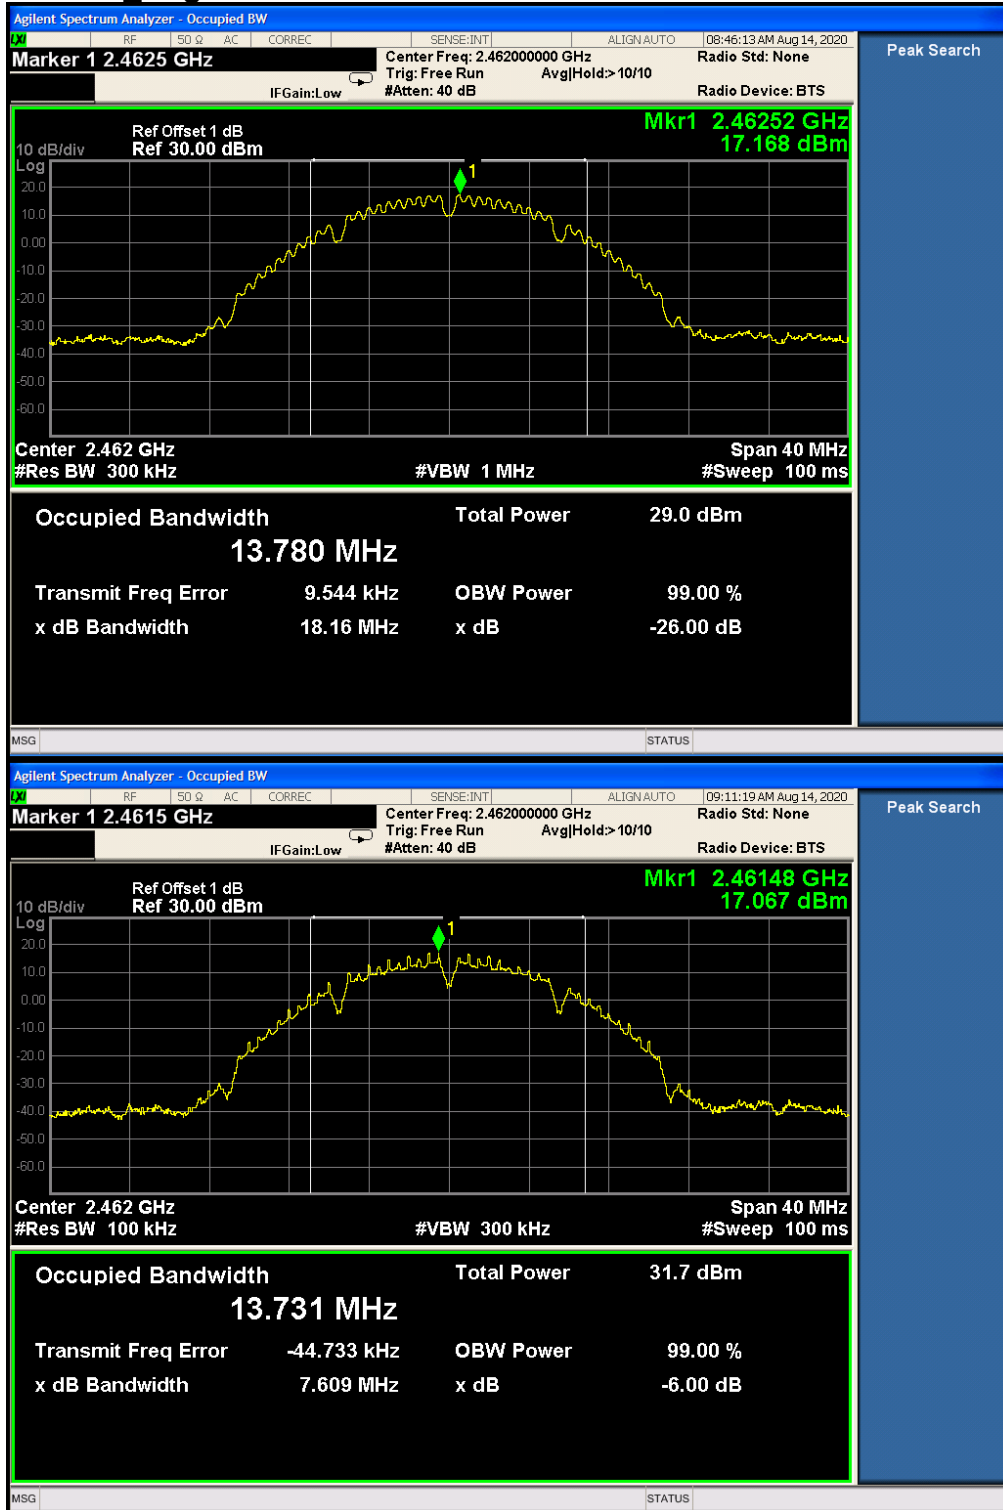 Agilent Spectrum Analyzer - Occupied BW
LXI RF 50 Ω AC CORREC SENSE:INT ALIGN AUTO 08:46:13 AM Aug 14, 2020
Marker 1 2.4625 GHz
Center Freq: 2.462000000 GHz
Radio Std: None
Peak Search
Trig: Free Run Avg|Hold:>10/10
IFGain:Low #Atten: 40 dB Radio Device: BTS
Mkr1 2.46252 GHz
17.168 dBm
Ref Offset 1 dB
10 dB/div Ref 30.00 dBm
Log
1
20.0
10.0
0.00
-10.0
-20.0
-30.0
-40.0
-50.0
-60.0
Center 2.462 GHz Span 40 MHz
#Res BW 300 kHz #VBW 1 MHz #Sweep 100 ms
Occupied Bandwidth Total Power 29.0 dBm
13.780 MHz
Transmit Freq Error 9.544 kHz OBW Power 99.00 %
x dB Bandwidth 18.16 MHz x dB -26.00 dB
MSG STATUS
Agilent Spectrum Analyzer - Occupied BW
LXI RF 50 Ω AC CORREC SENSE:INT ALIGN AUTO 09:11:19 AM Aug 14, 2020
Marker 1 2.4615 GHz
Center Freq: 2.462000000 GHz
Radio Std: None
Peak Search
Trig: Free Run Avg|Hold:>10/10
IFGain:Low #Atten: 40 dB Radio Device: BTS
Mkr1 2.46148 GHz
17.067 dBm
Ref Offset 1 dB
10 dB/div Ref 30.00 dBm
Log
1
20.0
10.0
0.00
-10.0
-20.0
-30.0
-40.0
-50.0
-60.0
Center 2.462 GHz Span 40 MHz
#Res BW 100 kHz #VBW 300 kHz #Sweep 100 ms
Occupied Bandwidth Total Power 31.7 dBm
13.731 MHz
Transmit Freq Error -44.733 kHz OBW Power 99.00 %
x dB Bandwidth 7.609 MHz x dB -6.00 dB
MSG STATUS